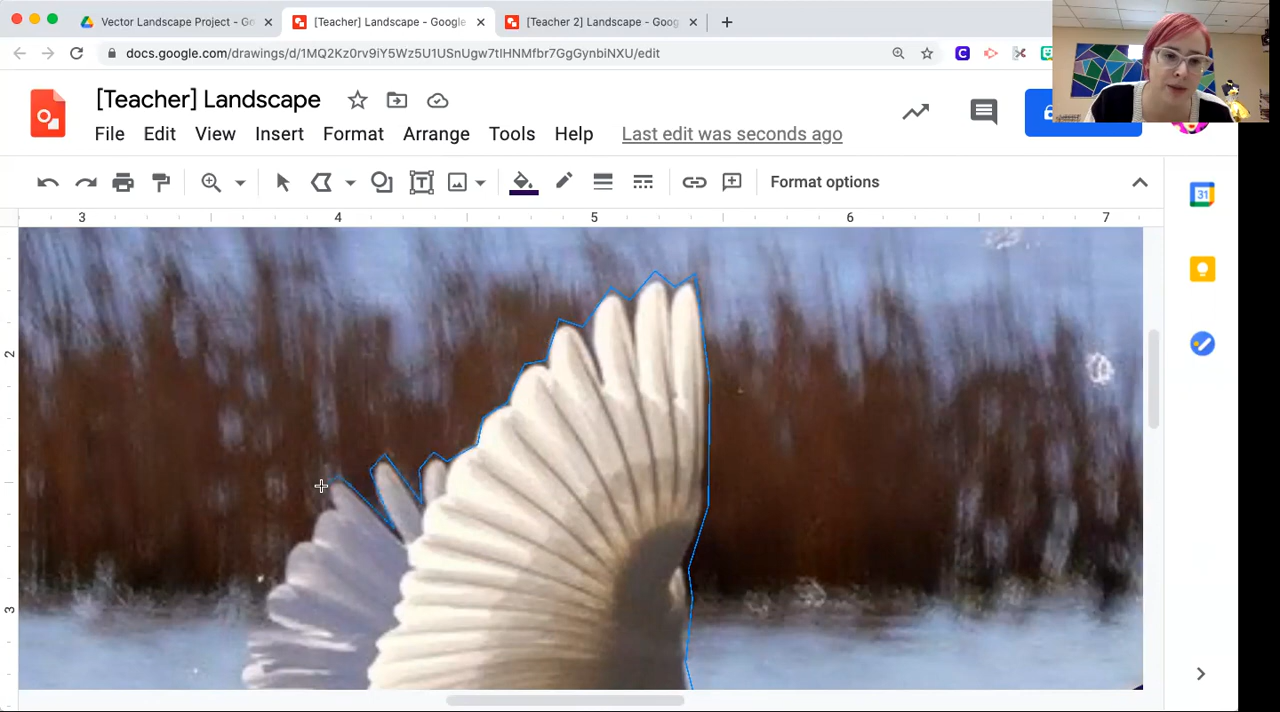 Vector Landscape Project - Go
[Teacher] Landscape - Google
[Teacher 2] Landscape - Goog
docs.google.com/drawings/d/1MQ2Kz0rv9iY5Wz5U1USnUgw7tIHNMfbr7GgGynbiNXU/edit
[Teacher] Landscape
File Edit View Insert Format Arrange Tools Help Last edit was seconds ago
Format options
3 4 5 6 7
2
3
31